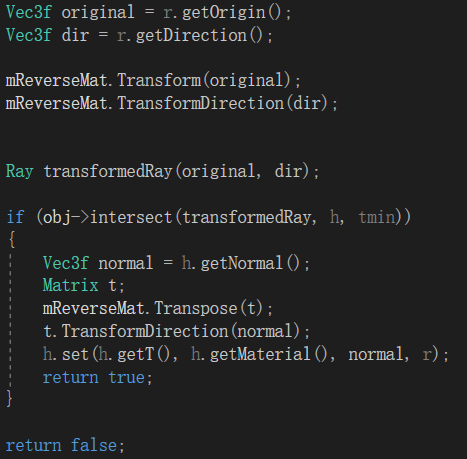 Vec3f original = r.getOrigin();
Vec3f dir = r.getDirection();
mReverseMat.Transform(original);
mReverseMat.TransformDirection(dir);
Ray transformedRay(original, dir);
if (obj->intersect(transformedRay, h, tmin))
{
Vec3f normal = h.getNormal();
Matrix t;
mReverseMat.Transpose(t);
t.TransformDirection(normal);
h.set(h.getT(), h.getMaterial(), normal, r);
return true;
}
return false;